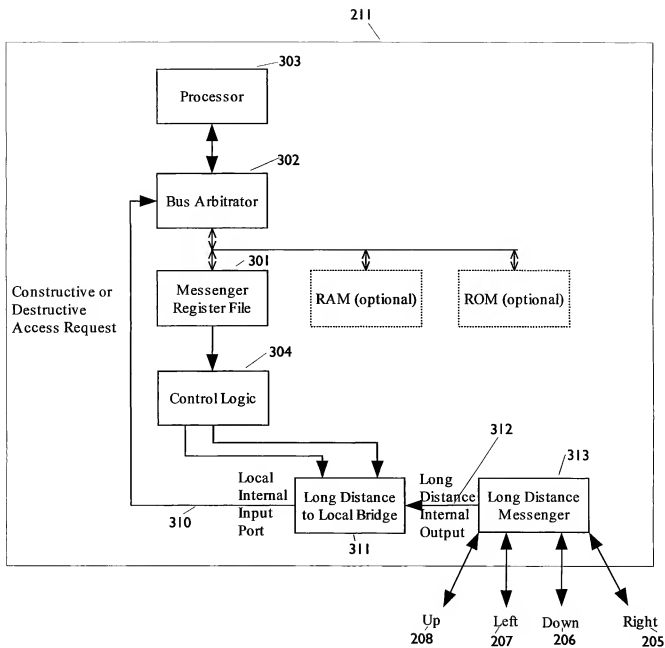 211
303
Processor
302
Bus Arbitrator
301
Messenger
Register File
RAM (optional)
ROM (optional)
Constructive or
Destructive
Access Request
304
Control Logic
312
313
Local
Internal
Input
Port
310
Long Distance
to Local Bridge
311
Long
Distance
Internal
Output
Long Distance
Messenger
Up
208
Left
207
Down
206
Right
205